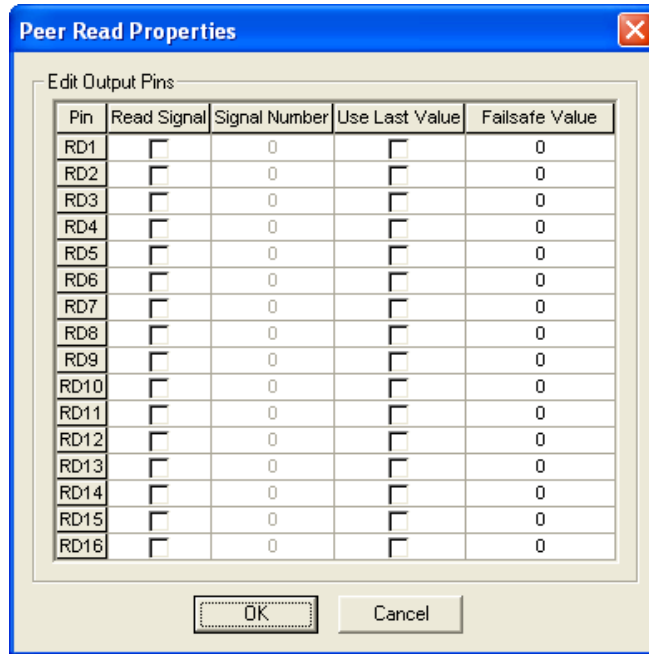 Peer Read Properties
Edit Output Pins
Pin Read Signal Signal Number Use Last Value Failsafe Value
RD1 0 0
RD2 0 0
RD3 0 0
RD4 0 0
RD5 0 0
RD6 0 0
RD7 0 0
RD8 0 0
RD9 0 0
RD10 0 0
RD11 0 0
RD12 0 0
RD13 0 0
RD14 0 0
RD15 0 0
RD16 0 0
OK Cancel